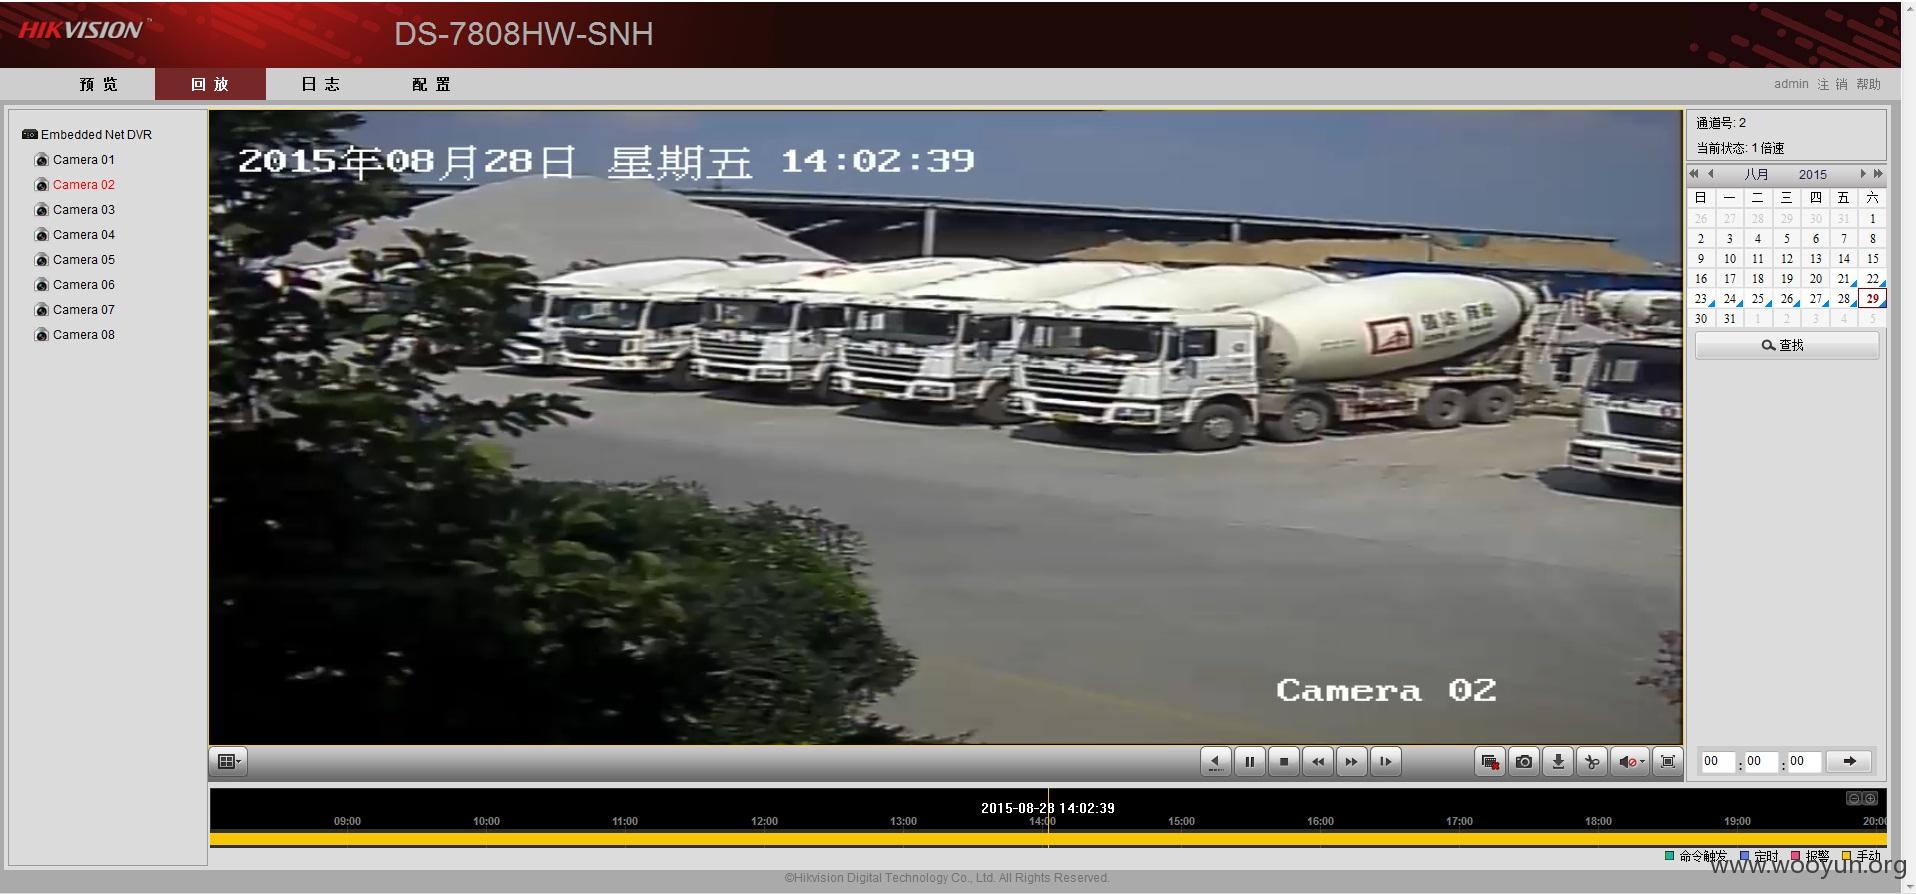 HIKVISION
DS-7808HW-SNH
预览 回放 日志 配置
admin 注销 帮助
Embedded Net DVR
Camera 01
Camera 02
Camera 03
Camera 04
Camera 05
Camera 06
Camera 07
Camera 08
2015年08月28日 星期五 14:02:39
Camera 02
通道号: 2
当前状态: 1 倍速
八月 2015
日 一 二 三 四 五 六
26 27 28 29 30 31 1
2 3 4 5 6 7 8
9 10 11 12 13 14 15
16 17 18 19 20 21 22
23 24 25 26 27 28 29
30 31 1 2 3 4 5
查找
00 : 00 : 00
2015-08-28 14:02:39
09:00 10:00 11:00 12:00 13:00 14:00 15:00 16:00 17:00 18:00 19:00 20:00
命令触发 定时 报警 手动
www.wooyun.org
©Hikvision Digital Technology Co., Ltd. All Rights Reserved.